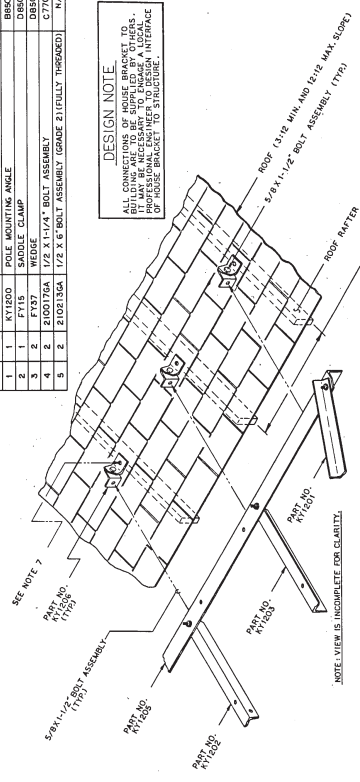 1 1 KY1200 POLE MOUNTING ANGLE B850
2 1 FY15 SADDLE CLAMP D850
3 2 FY37 WEDGE D850
4 2 210017GA 1/2 X 1-1/4" BOLT ASSEMBLY C770
5 2 210213GA 1/2 X 6" BOLT ASSEMBLY (GRADE 2)(FULLY THREADED)
DESIGN NOTE
ALL CONNECTIONS OF HOUSE BRACKET TO
BUILDING ARE TO BE SUPPLIED BY OTHERS.
IT MAY BE NECESSARY TO ENGAGE A LOCAL
PROFESSIONAL ENGINEER TO DESIGN INTERFACE
OF HOUSE BRACKET TO STRUCTURE.
ROOF (3:12 MIN. AND 12:12 MAX. SLOPE)
5/8 X 1-1/2" BOLT ASSEMBLY (TYP.)
ROOF RAFTER
SEE NOTE 7
PART NO.
KY1206
(TYP.)
5/8 X 1-1/2" BOLT ASSEMBLY
(TYP.)
PART NO.
KY1205
PART NO.
KY1202
PART NO.
KY1203
PART NO.
KY1201
NOTE: VIEW IS INCOMPLETE FOR CLARITY.